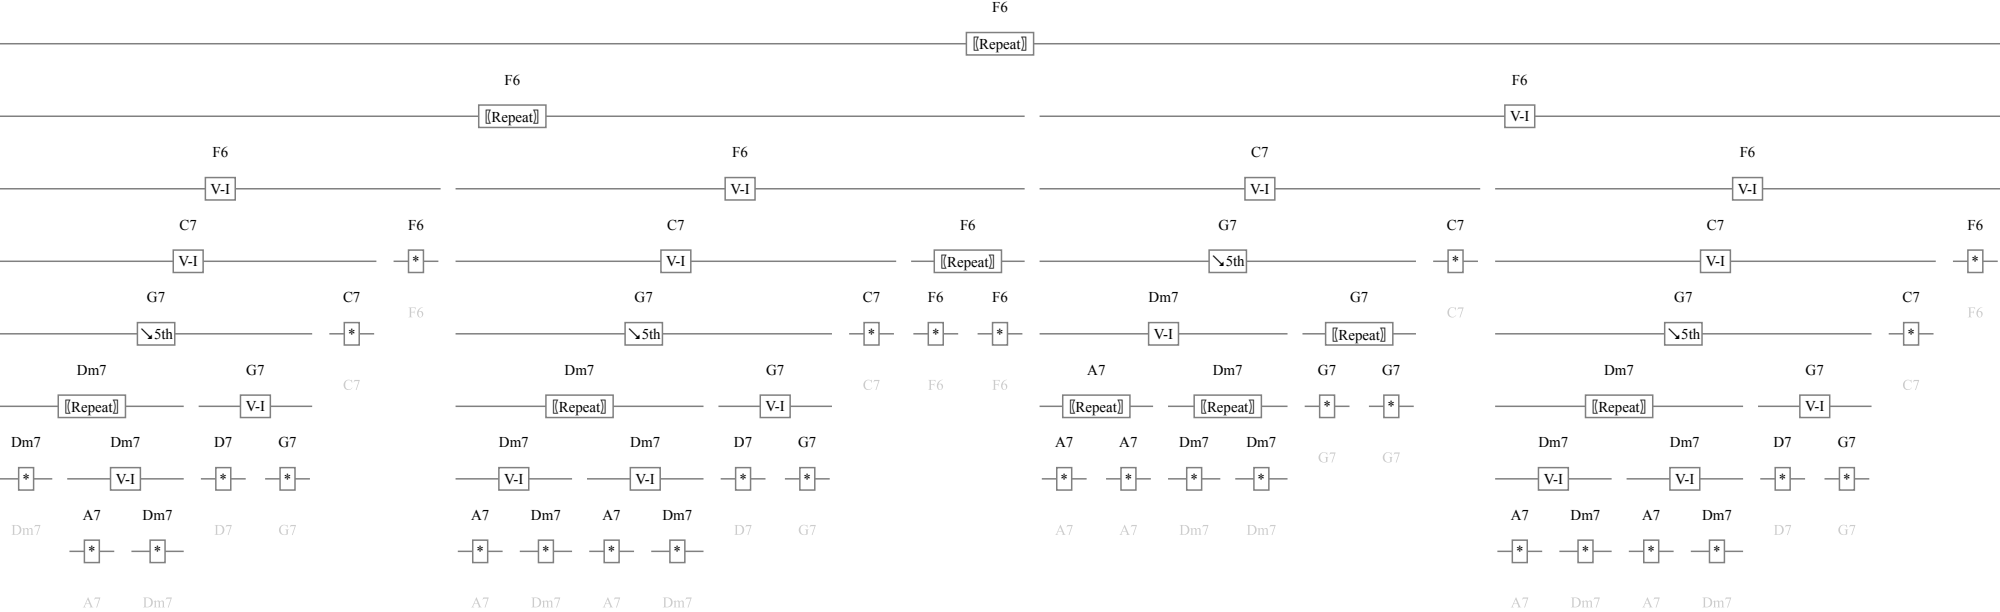 F6
⟦Repeat⟧
F6 F6
⟦Repeat⟧ V-I
F6 F6 C7 F6
V-I V-I V-I V-I
C7 F6 C7 F6 G7 C7 C7 F6
V-I * V-I ⟦Repeat⟧ ↘5th * V-I *
G7 C7 F6 G7 C7 F6 F6 Dm7 G7 C7 G7 C7 F6
↘5th * ↘5th * * * V-I ⟦Repeat⟧ ↘5th *
Dm7 G7 C7 Dm7 G7 C7 F6 F6 A7 Dm7 G7 G7 Dm7 G7 C7
⟦Repeat⟧ V-I ⟦Repeat⟧ V-I ⟦Repeat⟧ ⟦Repeat⟧ * * ⟦Repeat⟧ V-I
Dm7 Dm7 D7 G7 Dm7 Dm7 D7 G7 A7 A7 Dm7 Dm7 G7 G7 Dm7 Dm7 D7 G7
* V-I * * V-I V-I * * * * * * V-I V-I * *
Dm7 A7 Dm7 D7 G7 A7 Dm7 A7 Dm7 D7 G7 A7 A7 Dm7 Dm7 A7 Dm7 A7 Dm7 D7 G7
* * * * * * * * * *
A7 Dm7 A7 Dm7 A7 Dm7 A7 Dm7 A7 Dm7